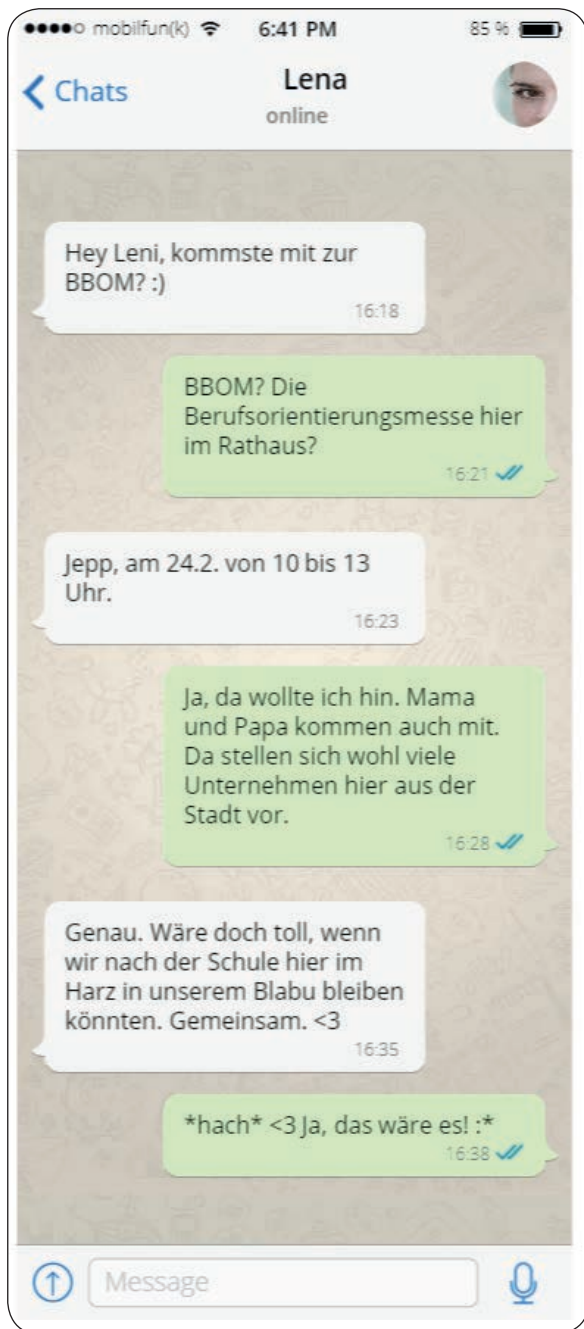 mobilfun(k) 6:41 PM 85 %
Chats
Lena
online
Hey Leni, kommste mit zur
BBOM? :)
16:18
BBOM? Die
Berufsorientierungsmesse hier
im Rathaus?
16:21
Jepp, am 24.2. von 10 bis 13
Uhr.
16:23
Ja, da wollte ich hin. Mama
und Papa kommen auch mit.
Da stellen sich wohl viele
Unternehmen hier aus der
Stadt vor.
16:28
Genau. Wäre doch toll, wenn
wir nach der Schule hier im
Harz in unserem Blabu bleiben
könnten. Gemeinsam. <3
16:35
*hach* <3 Ja, das wäre es! :*
16:38
Message